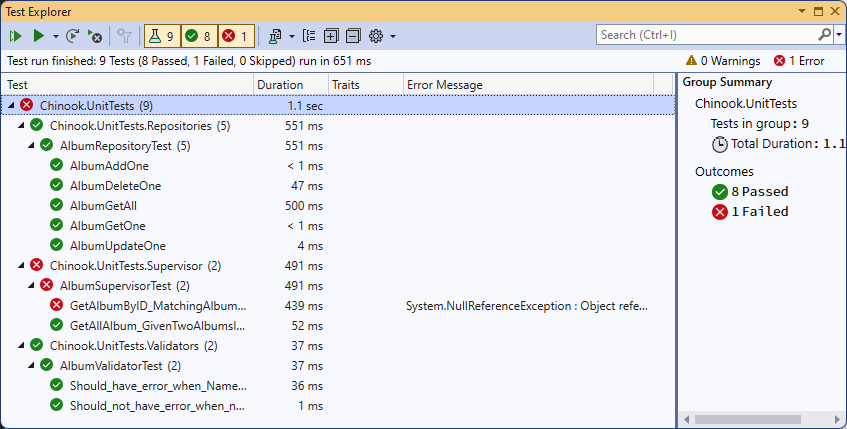 Test Explorer
9 8 1
Search (Ctrl+I)
Test run finished: 9 Tests (8 Passed, 1 Failed, 0 Skipped) run in 651 ms 0 Warnings 1 Error
Test Duration Traits Error Message
Chinook.UnitTests (9) 1.1 sec
Chinook.UnitTests.Repositories (5) 551 ms
AlbumRepositoryTest (5) 551 ms
AlbumAddOne < 1 ms
AlbumDeleteOne 47 ms
AlbumGetAll 500 ms
AlbumGetOne < 1 ms
AlbumUpdateOne 4 ms
Chinook.UnitTests.Supervisor (2) 491 ms
AlbumSupervisorTest (2) 491 ms
GetAlbumByID_MatchingAlbum... 439 ms System.NullReferenceException : Object refe...
GetAllAlbum_GivenTwoAlbumsI... 52 ms
Chinook.UnitTests.Validators (2) 37 ms
AlbumValidatorTest (2) 37 ms
Should_have_error_when_Name... 36 ms
Should_not_have_error_when_n... 1 ms
Group Summary
Chinook.UnitTests
Tests in group: 9
Total Duration: 1.1
Outcomes
8 Passed
1 Failed